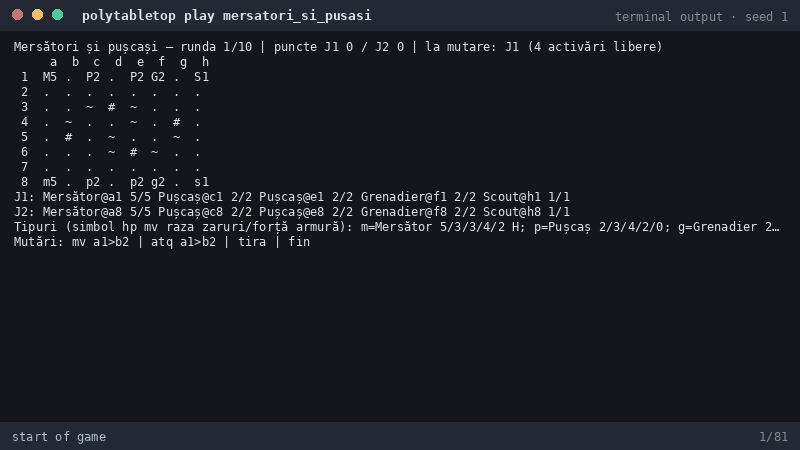 polytabletop play mersatori_si_pusasi
terminal output · seed 1
Mersători și pușcași — runda 1/10 | puncte J1 0 / J2 0 | la mutare: J1 (4 activări libere)
a b c d e f g h
1 M5 . P2 . P2 G2 . S1
2 . . . . . . . .
3 . . ~ # ~ . . .
4 . ~ . . ~ . # .
5 . # . ~ . . ~ .
6 . . . ~ # ~ . .
7 . . . . . . . .
8 m5 . p2 . p2 g2 . s1
J1: Mersător@a1 5/5 Pușcaș@c1 2/2 Pușcaș@e1 2/2 Grenadier@f1 2/2 Scout@h1 1/1
J2: Mersător@a8 5/5 Pușcaș@c8 2/2 Pușcaș@e8 2/2 Grenadier@f8 2/2 Scout@h8 1/1
Tipuri (simbol hp mv raza zaruri/forță armură): m=Mersător 5/3/3/4/2 H; p=Pușcaș 2/3/4/2/0; g=Grenadier 2…
Mutări: mv a1>b2 | atq a1>b2 | tira | fin
start of game
1/81